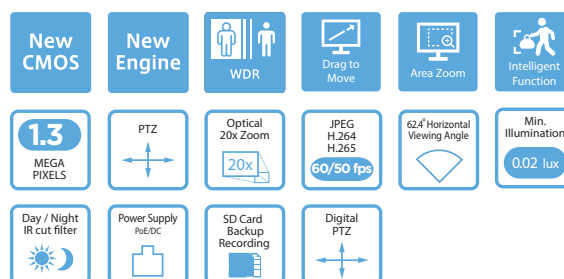 New
CMOS
New
Engine
WDR
Drag to
Move
Area Zoom
Intelligent
Function
1.3
MEGA
PIXELS
PTZ
Optical
20x Zoom
20x
JPEG
H.264
H.265
60/50 fps
62.4° Horizontal
Viewing Angle
Min.
Illumination
0.02 lux
Day / Night
IR cut filter
Power Supply
PoE/DC
SD Card
Backup
Recording
Digital
PTZ